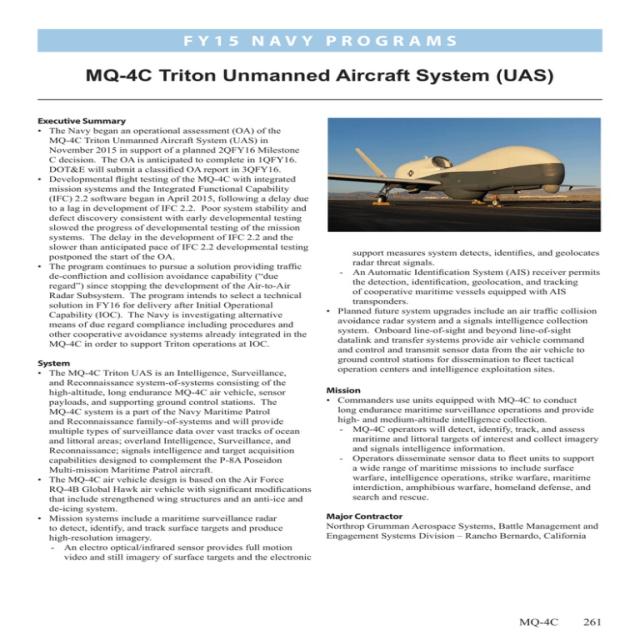 FY15 NAVY PROGRAMS
MQ-4C Triton Unmanned Aircraft System (UAS)
Executive Summary
• The Navy began an operational assessment (OA) of the
MQ-4C Triton Unmanned Aircraft System (UAS) in
November 2015 in support of a planned 2QFY16 Milestone
C decision. The OA is anticipated to complete in 1QFY16.
DOT&E will submit a classified OA report in 3QFY16.
• Developmental flight testing of the MQ-4C with integrated
mission systems and the Integrated Functional Capability
(IFC) 2.2 software began in April 2015, following a delay due
to a lag in development of IFC 2.2. Poor system stability and
defect discovery consistent with early developmental testing
slowed the progress of developmental testing of the mission
systems. The delay in the development of IFC 2.2 and the
slower than anticipated pace of IFC 2.2 developmental testing
postponed the start of the OA.
• The program continues to pursue a solution providing traffic
de-confliction and collision avoidance capability ("due
regard") since stopping the development of the Air-to-Air
Radar Subsystem. The program intends to select a technical
solution in FY16 for delivery after Initial Operational
Capability (IOC). The Navy is investigating alternative
means of due regard compliance including procedures and
other cooperative avoidance systems already integrated in the
MQ-4C in order to support Triton operations at IOC.
System
• The MQ-4C Triton UAS is an Intelligence, Surveillance,
and Reconnaissance system-of-systems consisting of the
high-altitude, long endurance MQ-4C air vehicle, sensor
payloads, and supporting ground control stations. The
MQ-4C system is a part of the Navy Maritime Patrol
and Reconnaissance family-of-systems and will provide
multiple types of surveillance data over vast tracks of ocean
and littoral areas; overland Intelligence, Surveillance, and
Reconnaissance; signals intelligence and target acquisition
capabilities designed to complement the P-8A Poseidon
Multi-mission Maritime Patrol aircraft.
• The MQ-4C air vehicle design is based on the Air Force
RQ-4B Global Hawk air vehicle with significant modifications
that include strengthened wing structures and an anti-ice and
de-icing system.
• Mission systems include a maritime surveillance radar
to detect, identify, and track surface targets and produce
high-resolution imagery.
- An electro optical/infrared sensor provides full motion
video and still imagery of surface targets and the electronic
support measures system detects, identifies, and geolocates
radar threat signals.
- An Automatic Identification System (AIS) receiver permits
the detection, identification, geolocation, and tracking
of cooperative maritime vessels equipped with AIS
transponders.
• Planned future system upgrades include an air traffic collision
avoidance radar system and a signals intelligence collection
system. Onboard line-of-sight and beyond line-of-sight
datalink and transfer systems provide air vehicle command
and control and transmit sensor data from the air vehicle to
ground control stations for dissemination to fleet tactical
operation centers and intelligence exploitation sites.
Mission
• Commanders use units equipped with MQ-4C to conduct
long endurance maritime surveillance operations and provide
high- and medium-altitude intelligence collection.
- MQ-4C operators will detect, identify, track, and assess
maritime and littoral targets of interest and collect imagery
and signals intelligence information.
- Operators disseminate sensor data to fleet units to support
a wide range of maritime missions to include surface
warfare, intelligence operations, strike warfare, maritime
interdiction, amphibious warfare, homeland defense, and
search and rescue.
Major Contractor
Northrop Grumman Aerospace Systems, Battle Management and
Engagement Systems Division – Rancho Bernardo, California
MQ-4C 261